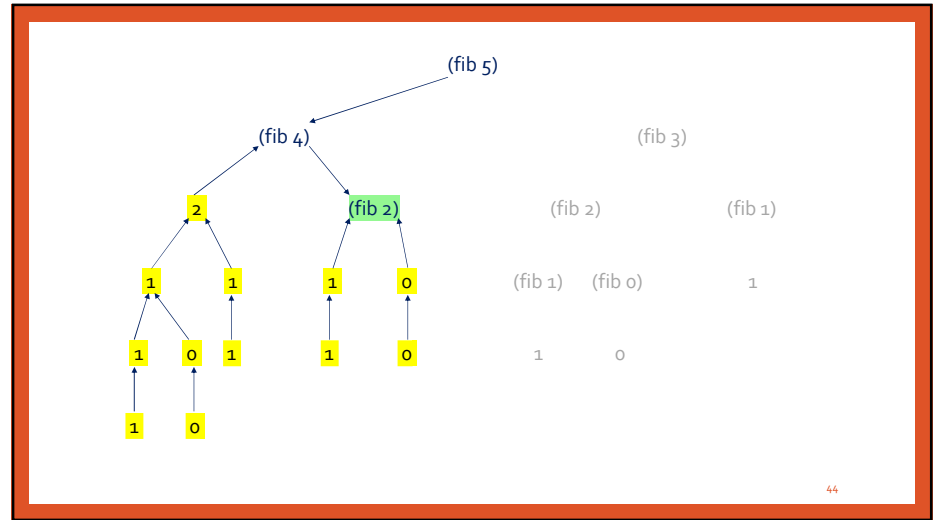 (fib 5)
(fib 4) (fib 3)
2 (fib 2) (fib 2) (fib 1)
1 1 1 0 (fib 1) (fib 0) 1
1 0 1 1 0 1 0
1 0
44